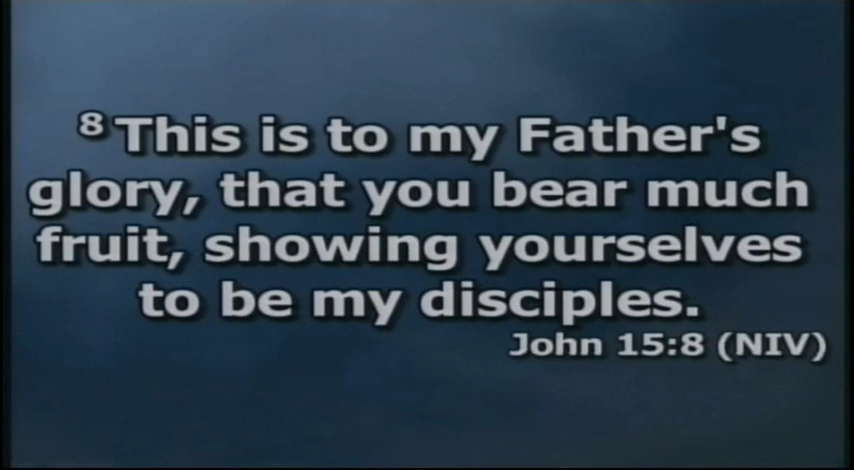 8 This is to my Father's
glory, that you bear much
fruit, showing yourselves
to be my disciples.
John 15:8 (NIV)